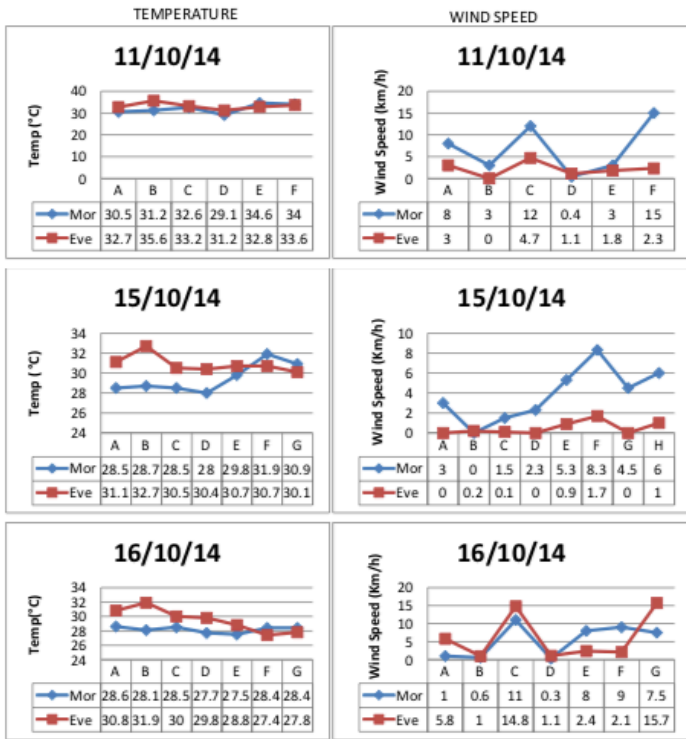 TEMPERATURE
WIND SPEED
11/10/14
Temp (°C)
40
30
20
10
0
A B C D E F
Mor 30.5 31.2 32.6 29.1 34.6 34
Eve 32.7 35.6 33.2 31.2 32.8 33.6
11/10/14
Wind Speed (km/h)
20
15
10
5
0
A B C D E F
Mor 8 3 12 0.4 3 15
Eve 3 0 4.7 1.1 1.8 2.3
15/10/14
Temp ( °C)
34
32
30
28
26
24
A B C D E F G
Mor 28.5 28.7 28.5 28 29.8 31.9 30.9
Eve 31.1 32.7 30.5 30.4 30.7 30.7 30.1
15/10/14
Wind Speed (Km/h)
10
8
6
4
2
0
A B C D E F G H
Mor 3 0 1.5 2.3 5.3 8.3 4.5 6
Eve 0 0.2 0.1 0 0.9 1.7 0 1
16/10/14
Temp(°C)
34
32
30
28
26
24
A B C D E F G
Mor 28.6 28.1 28.5 27.7 27.5 28.4 28.4
Eve 30.8 31.9 30 29.8 28.8 27.4 27.8
16/10/14
Wind Speed (Km/h)
20
15
10
5
0
A B C D E F G
Mor 1 0.6 11 0.3 8 9 7.5
Eve 5.8 1 14.8 1.1 2.4 2.1 15.7